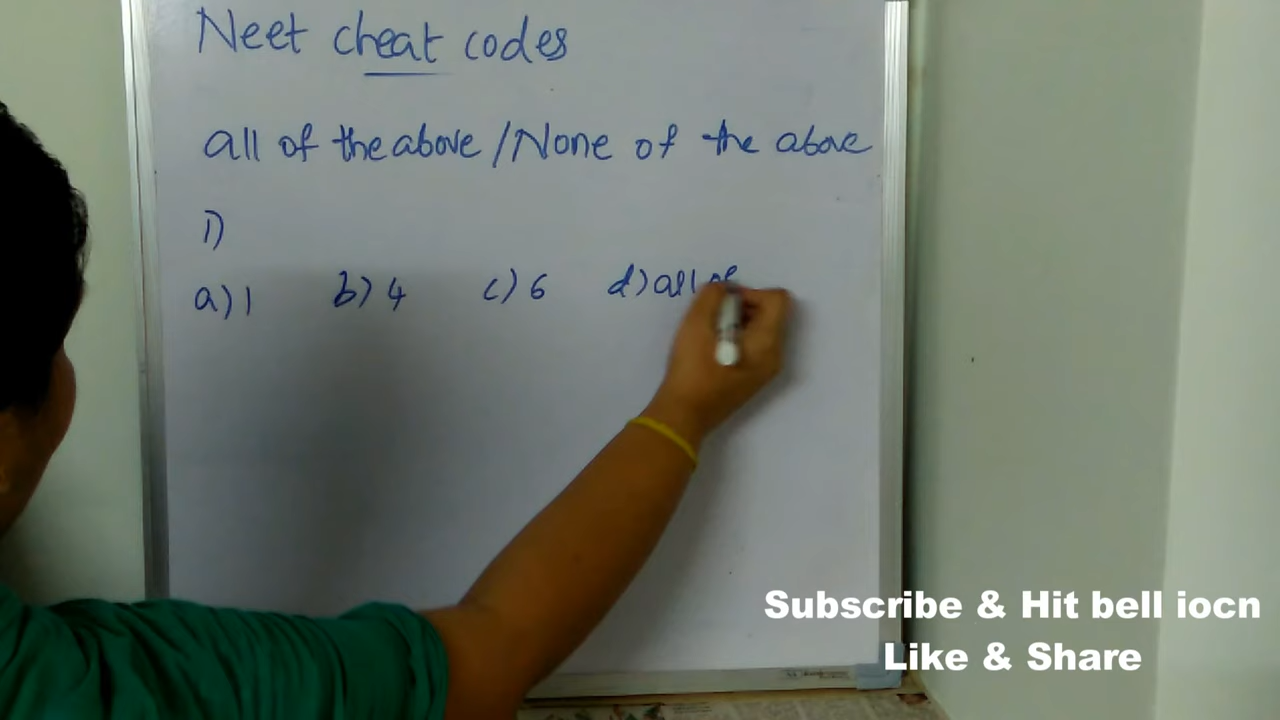 Neet cheat codes
all of the above / None of the above
1)
a) 1 b) 4 c) 6 d) all of
Subscribe & Hit bell iocn
Like & Share